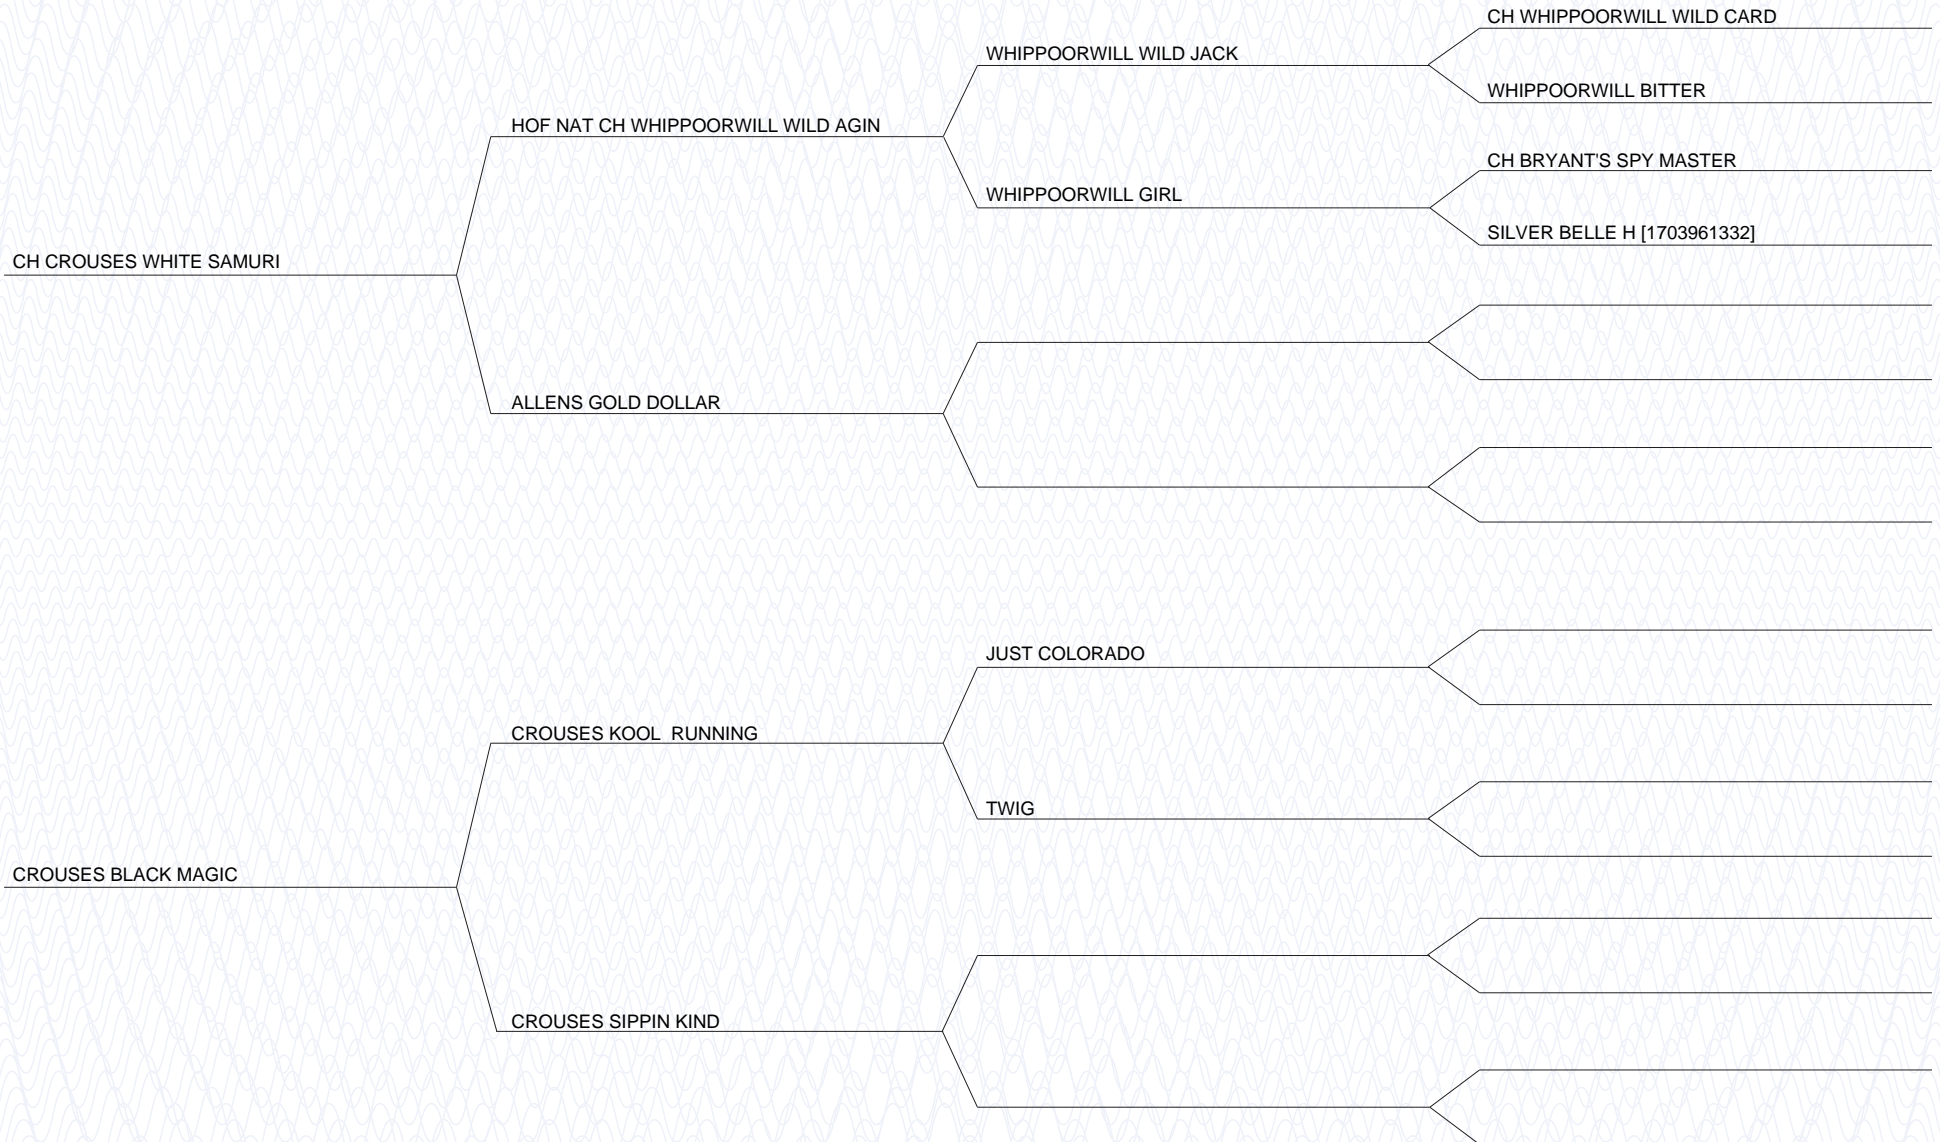 CH WHIPPOORWILL WILD CARD
WHIPPOORWILL WILD JACK
WHIPPOORWILL BITTER
HOF NAT CH WHIPPOORWILL WILD AGIN
CH BRYANT'S SPY MASTER
WHIPPOORWILL GIRL
SILVER BELLE H [1703961332]
CH CROUSES WHITE SAMURI
ALLENS GOLD DOLLAR
JUST COLORADO
CROUSES KOOL  RUNNING
TWIG
CROUSES BLACK MAGIC
CROUSES SIPPIN KIND